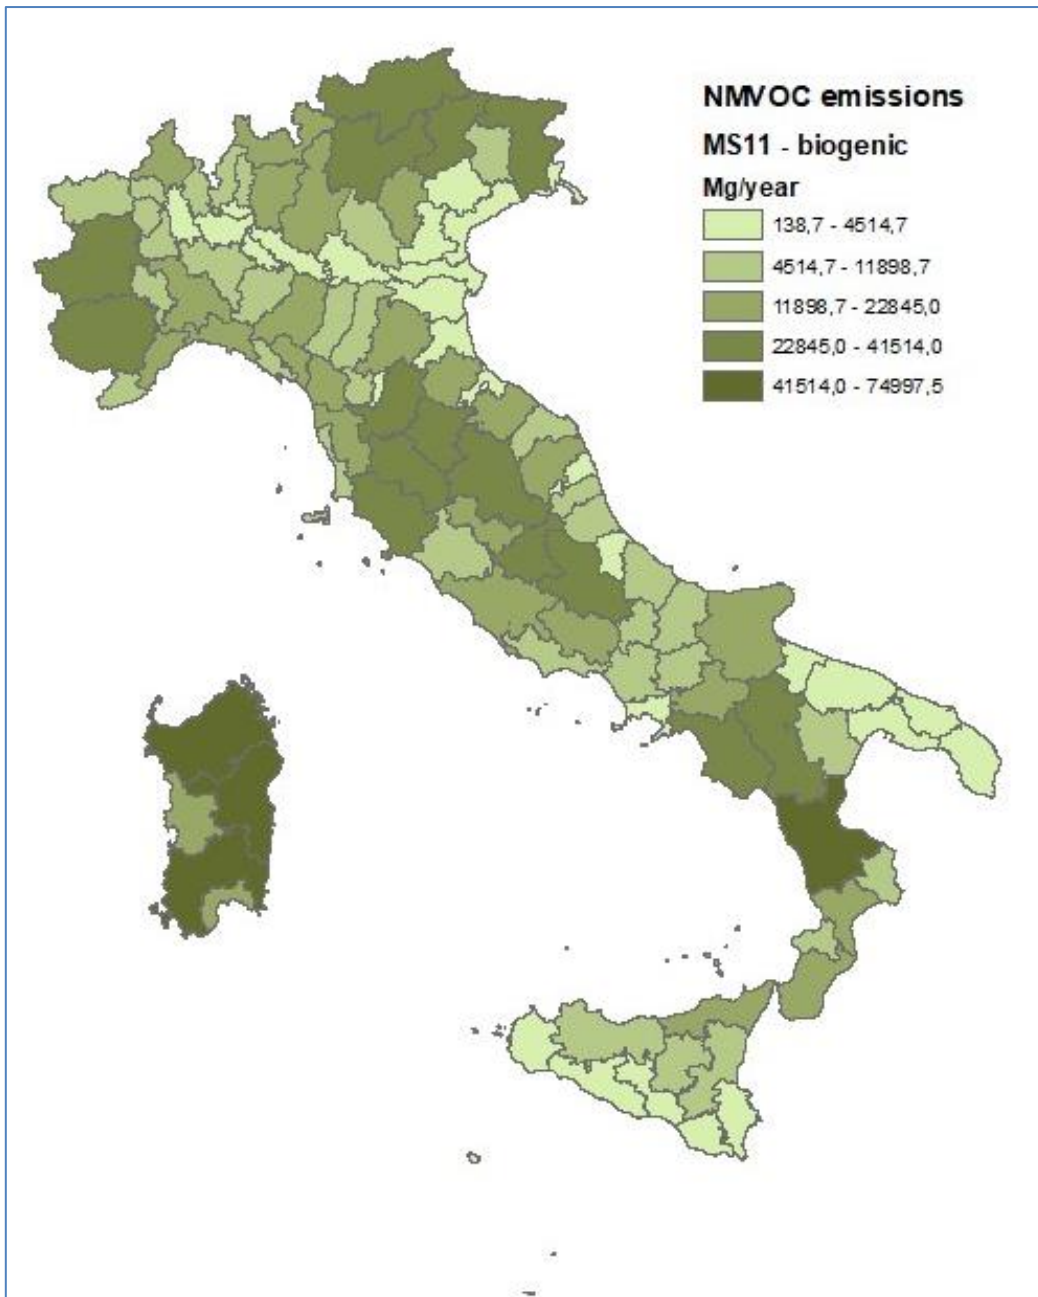 NMVOC emissions
MS11 - biogenic
Mg/year
138,7 - 4514,7
4514,7 - 11898,7
11898,7 - 22845,0
22845,0 - 41514,0
41514,0 - 74997,5